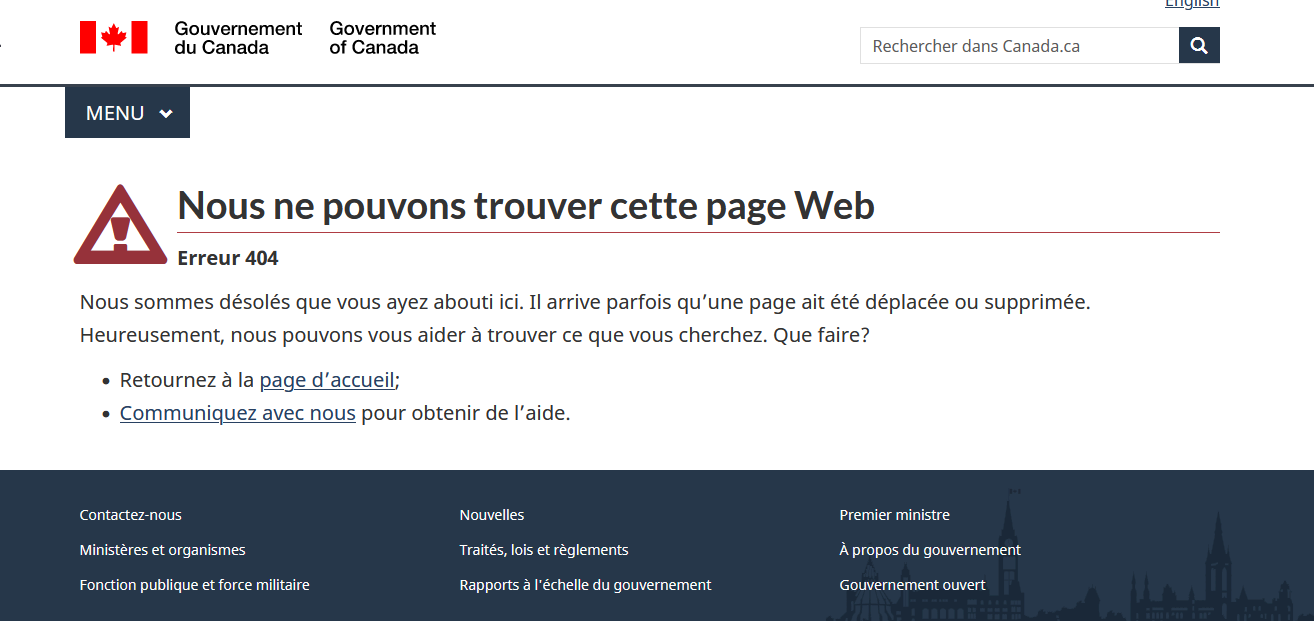 English
Gouvernement
du Canada
Government
of Canada
Rechercher dans Canada.ca
MENU
Nous ne pouvons trouver cette page Web
Erreur 404
Nous sommes désolés que vous ayez abouti ici. Il arrive parfois qu’une page ait été déplacée ou supprimée.
Heureusement, nous pouvons vous aider à trouver ce que vous cherchez. Que faire?
• Retournez à la page d’accueil;
• Communiquez avec nous pour obtenir de l’aide.
Contactez-nous
Nouvelles
Premier ministre
Ministères et organismes
Traités, lois et règlements
À propos du gouvernement
Fonction publique et force militaire
Rapports à l'échelle du gouvernement
Gouvernement ouvert